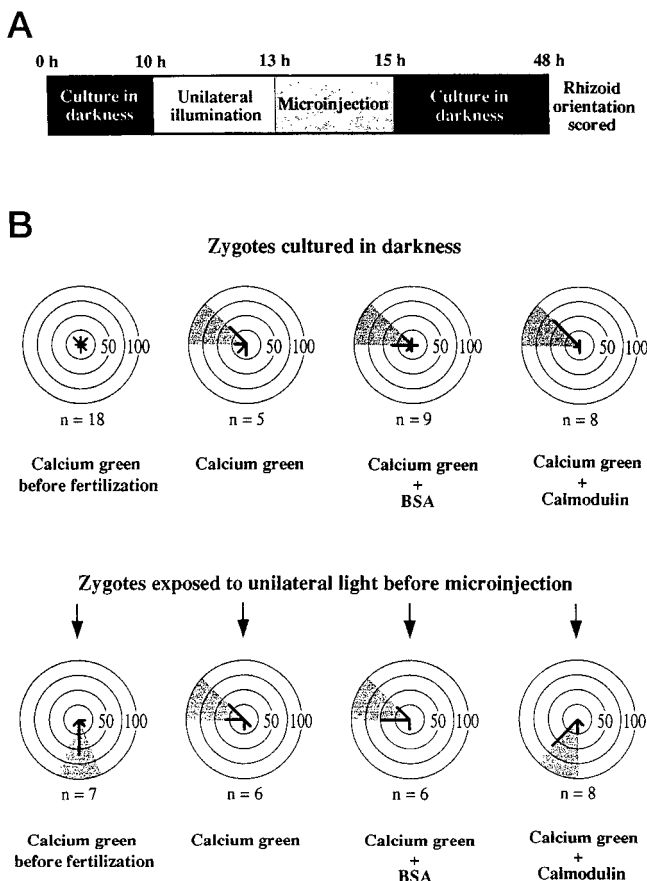 A
0 h 10 h 13 h 15 h 48 h
Culture in
darkness
Unilateral
illumination
Microinjection
Culture in
darkness
Rhizoid
orientation
scored
B
Zygotes cultured in darkness
50 100
50 100
50 100
50 100
n = 18
n = 5
n = 9
n = 8
Calcium green
before fertilization
Calcium green
Calcium green
+
BSA
Calcium green
+
Calmodulin
Zygotes exposed to unilateral light before microinjection
50 100
50 100
50 100
50 100
n = 7
n = 6
n = 6
n = 8
Calcium green
before fertilization
Calcium green
Calcium green
+
BSA
Calcium green
+
Calmodulin